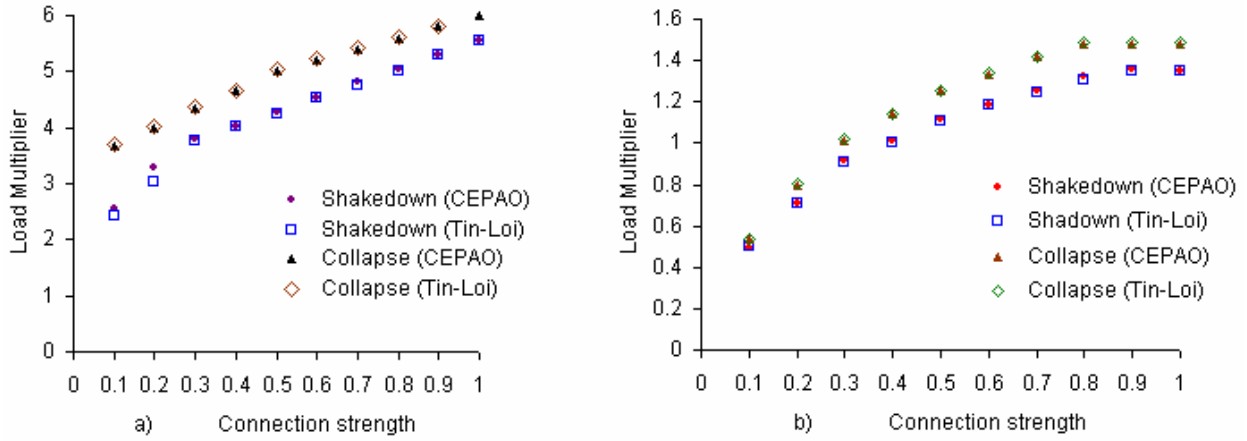 6
5
4
3
2
1
0
Load Multiplier
Shakedown (CEPAO)
Shakedown (Tin-Loi)
Collapse (CEPAO)
Collapse (Tin-Loi)
0 0.1 0.2 0.3 0.4 0.5 0.6 0.7 0.8 0.9 1
a) Connection strength
1.6
1.4
1.2
1
0.8
0.6
0.4
0.2
0
Load Multiplier
Shakedown (CEPAO)
Shadown (Tin-Loi)
Collapse (CEPAO)
Collapse (Tin-Loi)
0 0.1 0.2 0.3 0.4 0.5 0.6 0.7 0.8 0.9 1
b) Connection strength